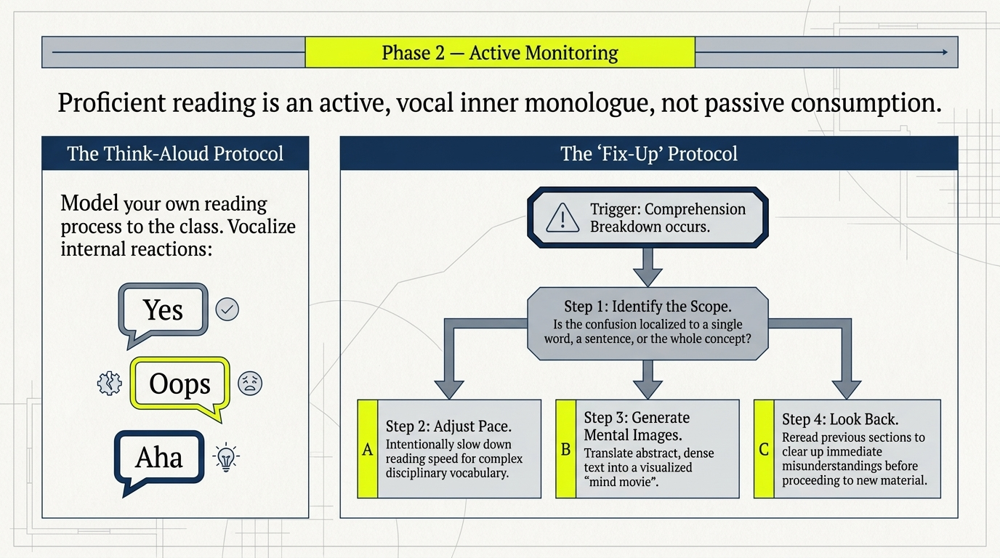 Phase 2 — Active Monitoring
Proficient reading is an active, vocal inner monologue, not passive consumption.
The Think-Aloud Protocol
Model your own reading
process to the class. Vocalize
internal reactions:
Yes
Oops
Aha
The ‘Fix-Up’ Protocol
Trigger: Comprehension
Breakdown occurs.
Step 1: Identify the Scope.
Is the confusion localized to a single
word, a sentence, or the whole concept?
A
Step 2: Adjust Pace.
Intentionally slow down
reading speed for complex
disciplinary vocabulary.
B
Step 3: Generate
Mental Images.
Translate abstract, dense
text into a visualized
“mind movie”.
C
Step 4: Look Back.
Reread previous sections to
clear up immediate
misunderstandings before
proceeding to new material.